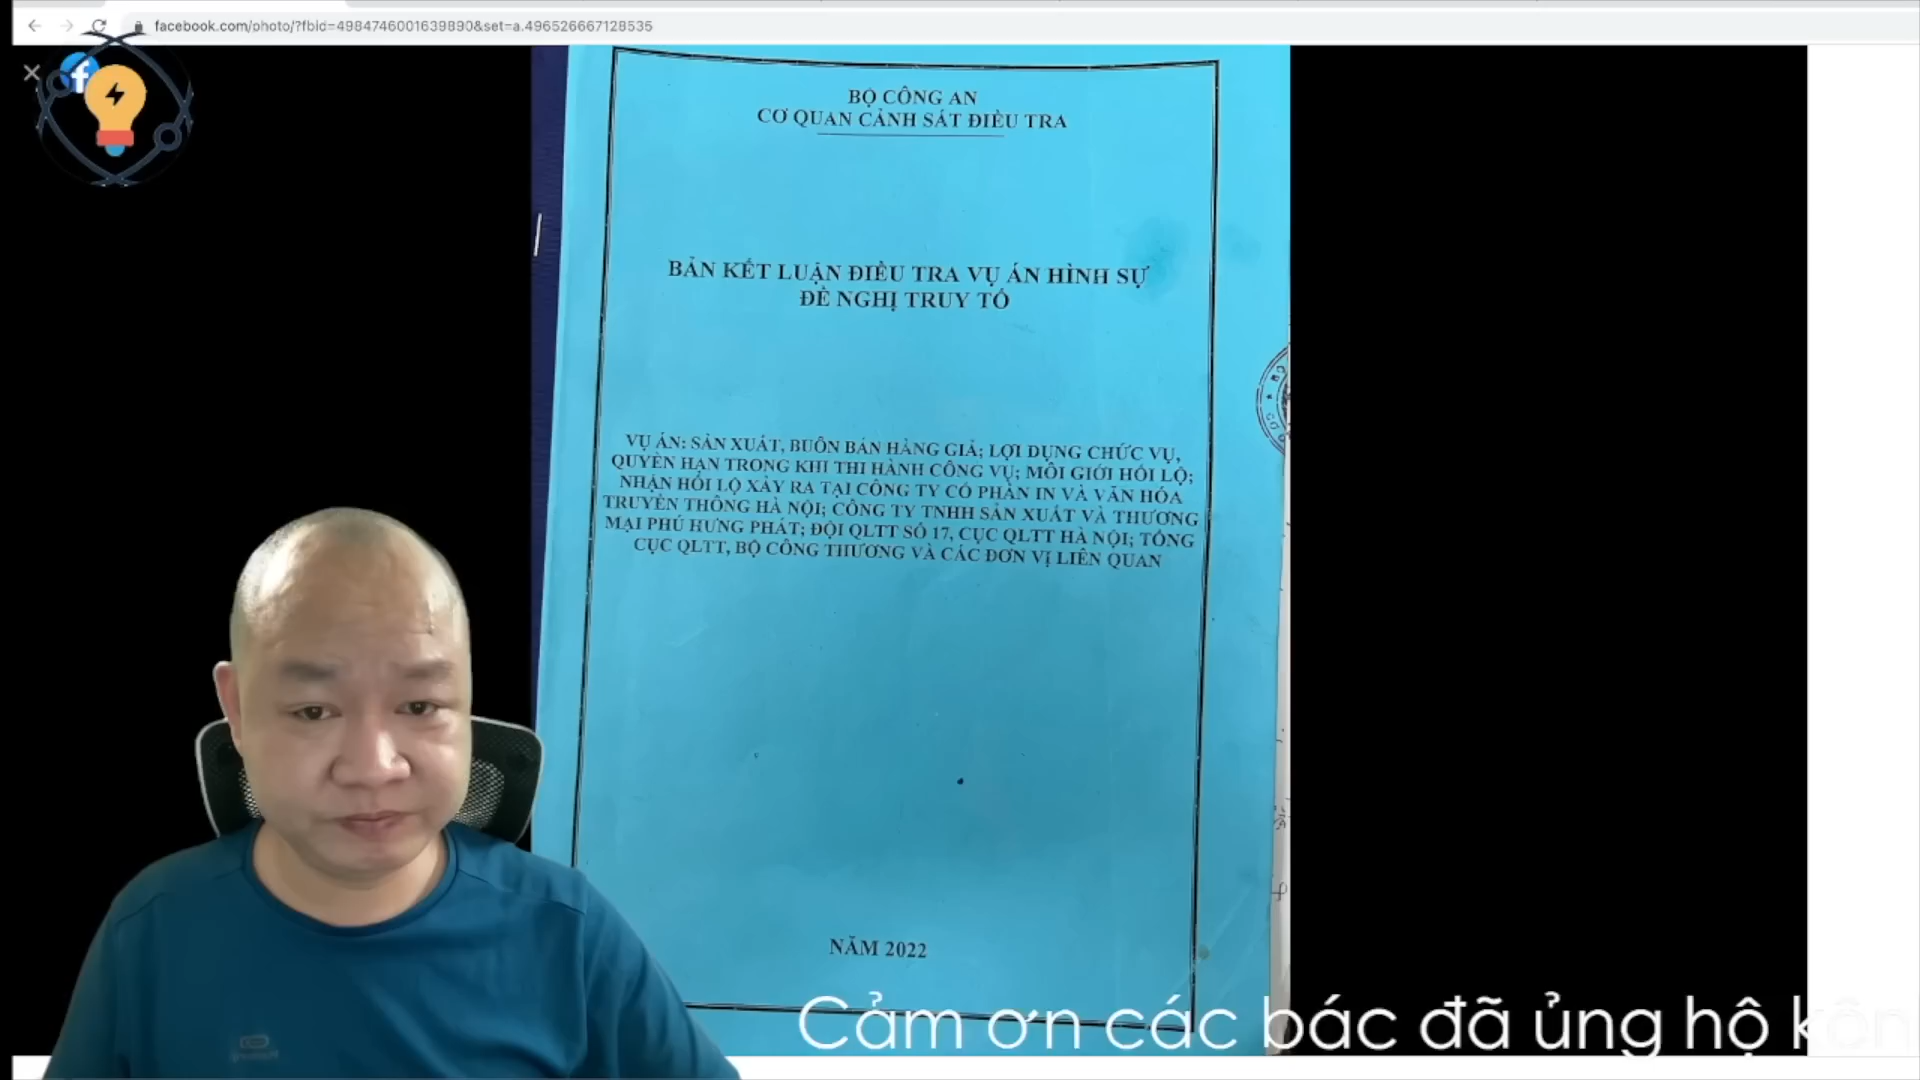 facebook.com/photo/?fbid=4984746001639890&set=a.496526667128535
BỘ CÔNG AN
CƠ QUAN CẢNH SÁT ĐIỀU TRA
BẢN KẾT LUẬN ĐIỀU TRA VỤ ÁN HÌNH SỰ
ĐỀ NGHỊ TRUY TỐ
VỤ ÁN: SẢN XUẤT, BUÔN BÁN HÀNG GIẢ; LỢI DỤNG CHỨC VỤ,
QUYỀN HẠN TRONG KHI THI HÀNH CÔNG VỤ; MÔI GIỚI HỐI LỘ;
NHẬN HỐI LỘ XẢY RA TẠI CÔNG TY CỔ PHẦN IN VÀ VĂN HÓA
TRUYỀN THÔNG HÀ NỘI; CÔNG TY TNHH SẢN XUẤT VÀ THƯƠNG
MẠI PHÚ HƯNG PHÁT; ĐỘI QLTT SỐ 17, CỤC QLTT HÀ NỘI; TỔNG
CỤC QLTT, BỘ CÔNG THƯƠNG VÀ CÁC ĐƠN VỊ LIÊN QUAN
NĂM 2022
Cảm ơn các bác đã ủng hộ kên